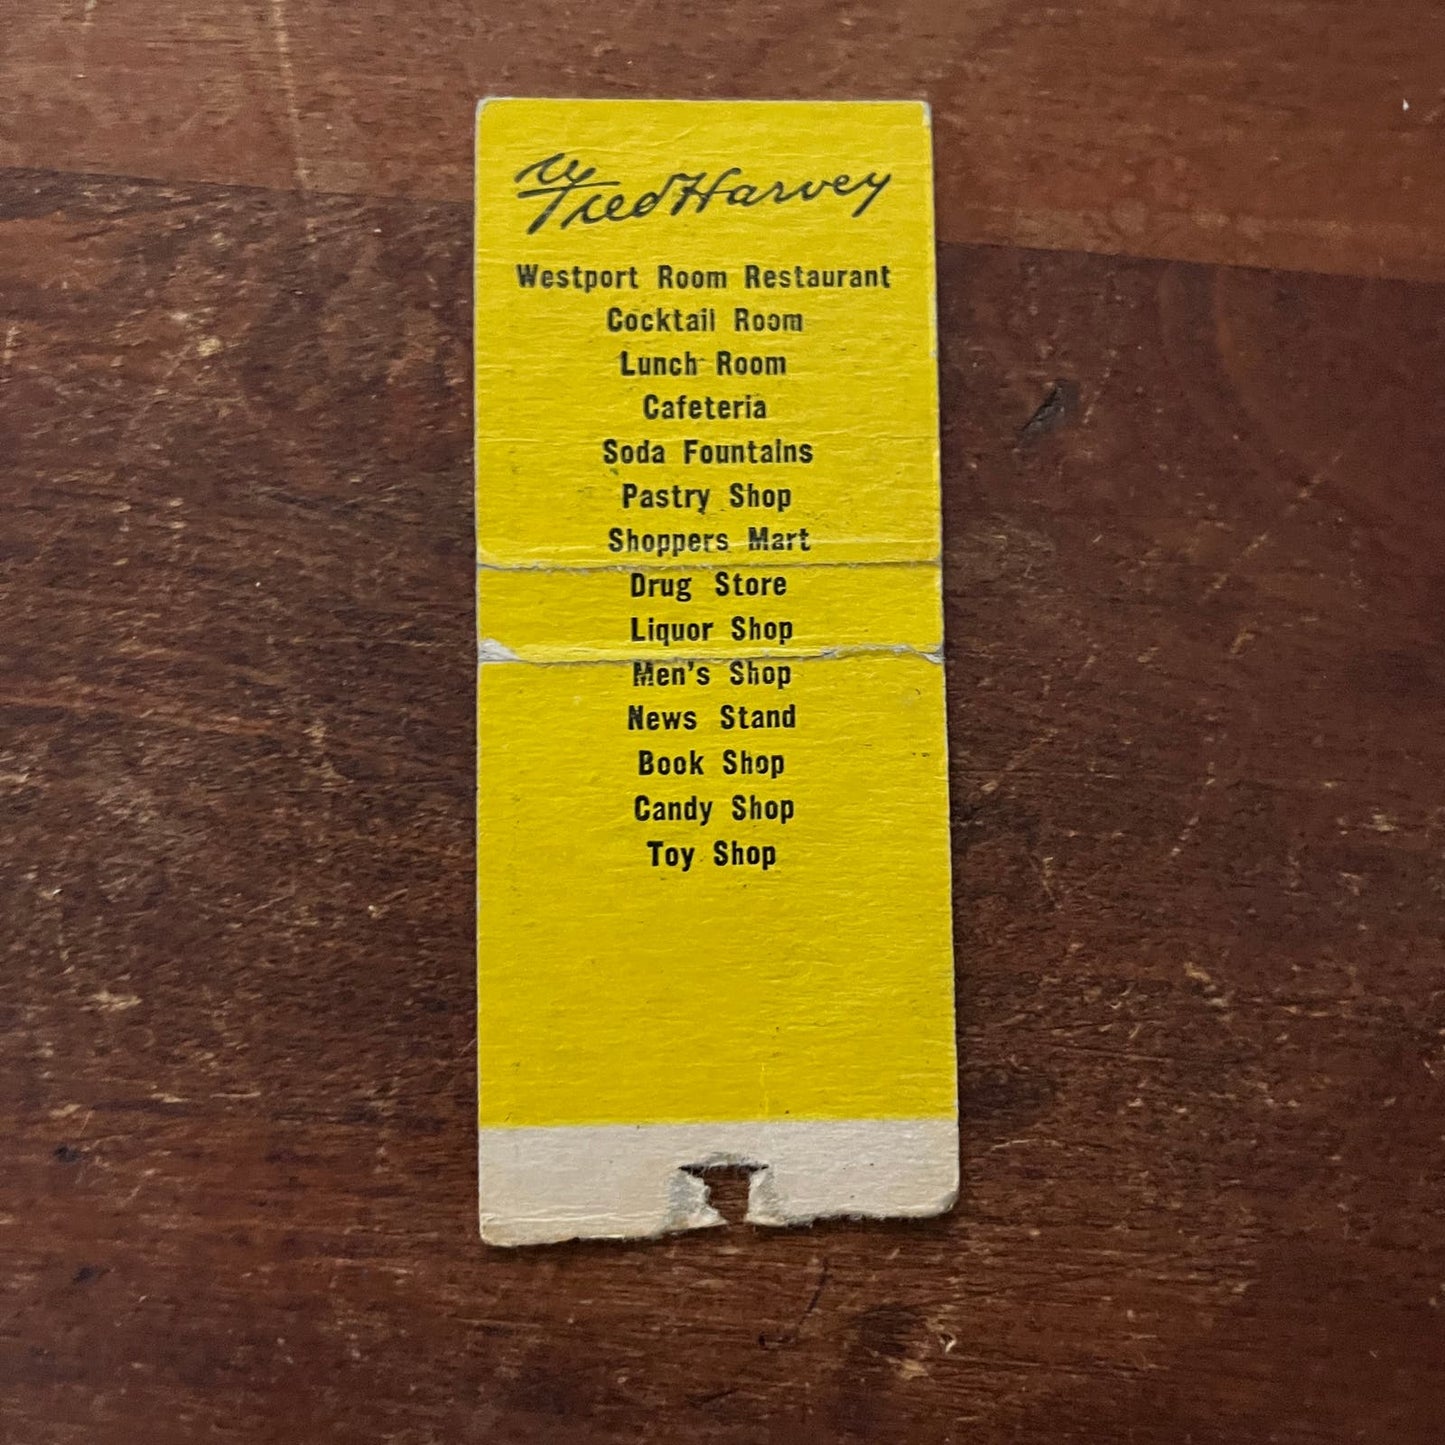 Fred Harvey
Westport Room Restaurant
Cocktail Room
Lunch Room
Cafeteria
Soda Fountains
Pastry Shop
Shoppers Mart
Drug Store
Liquor Shop
Men's Shop
News Stand
Book Shop
Candy Shop
Toy Shop